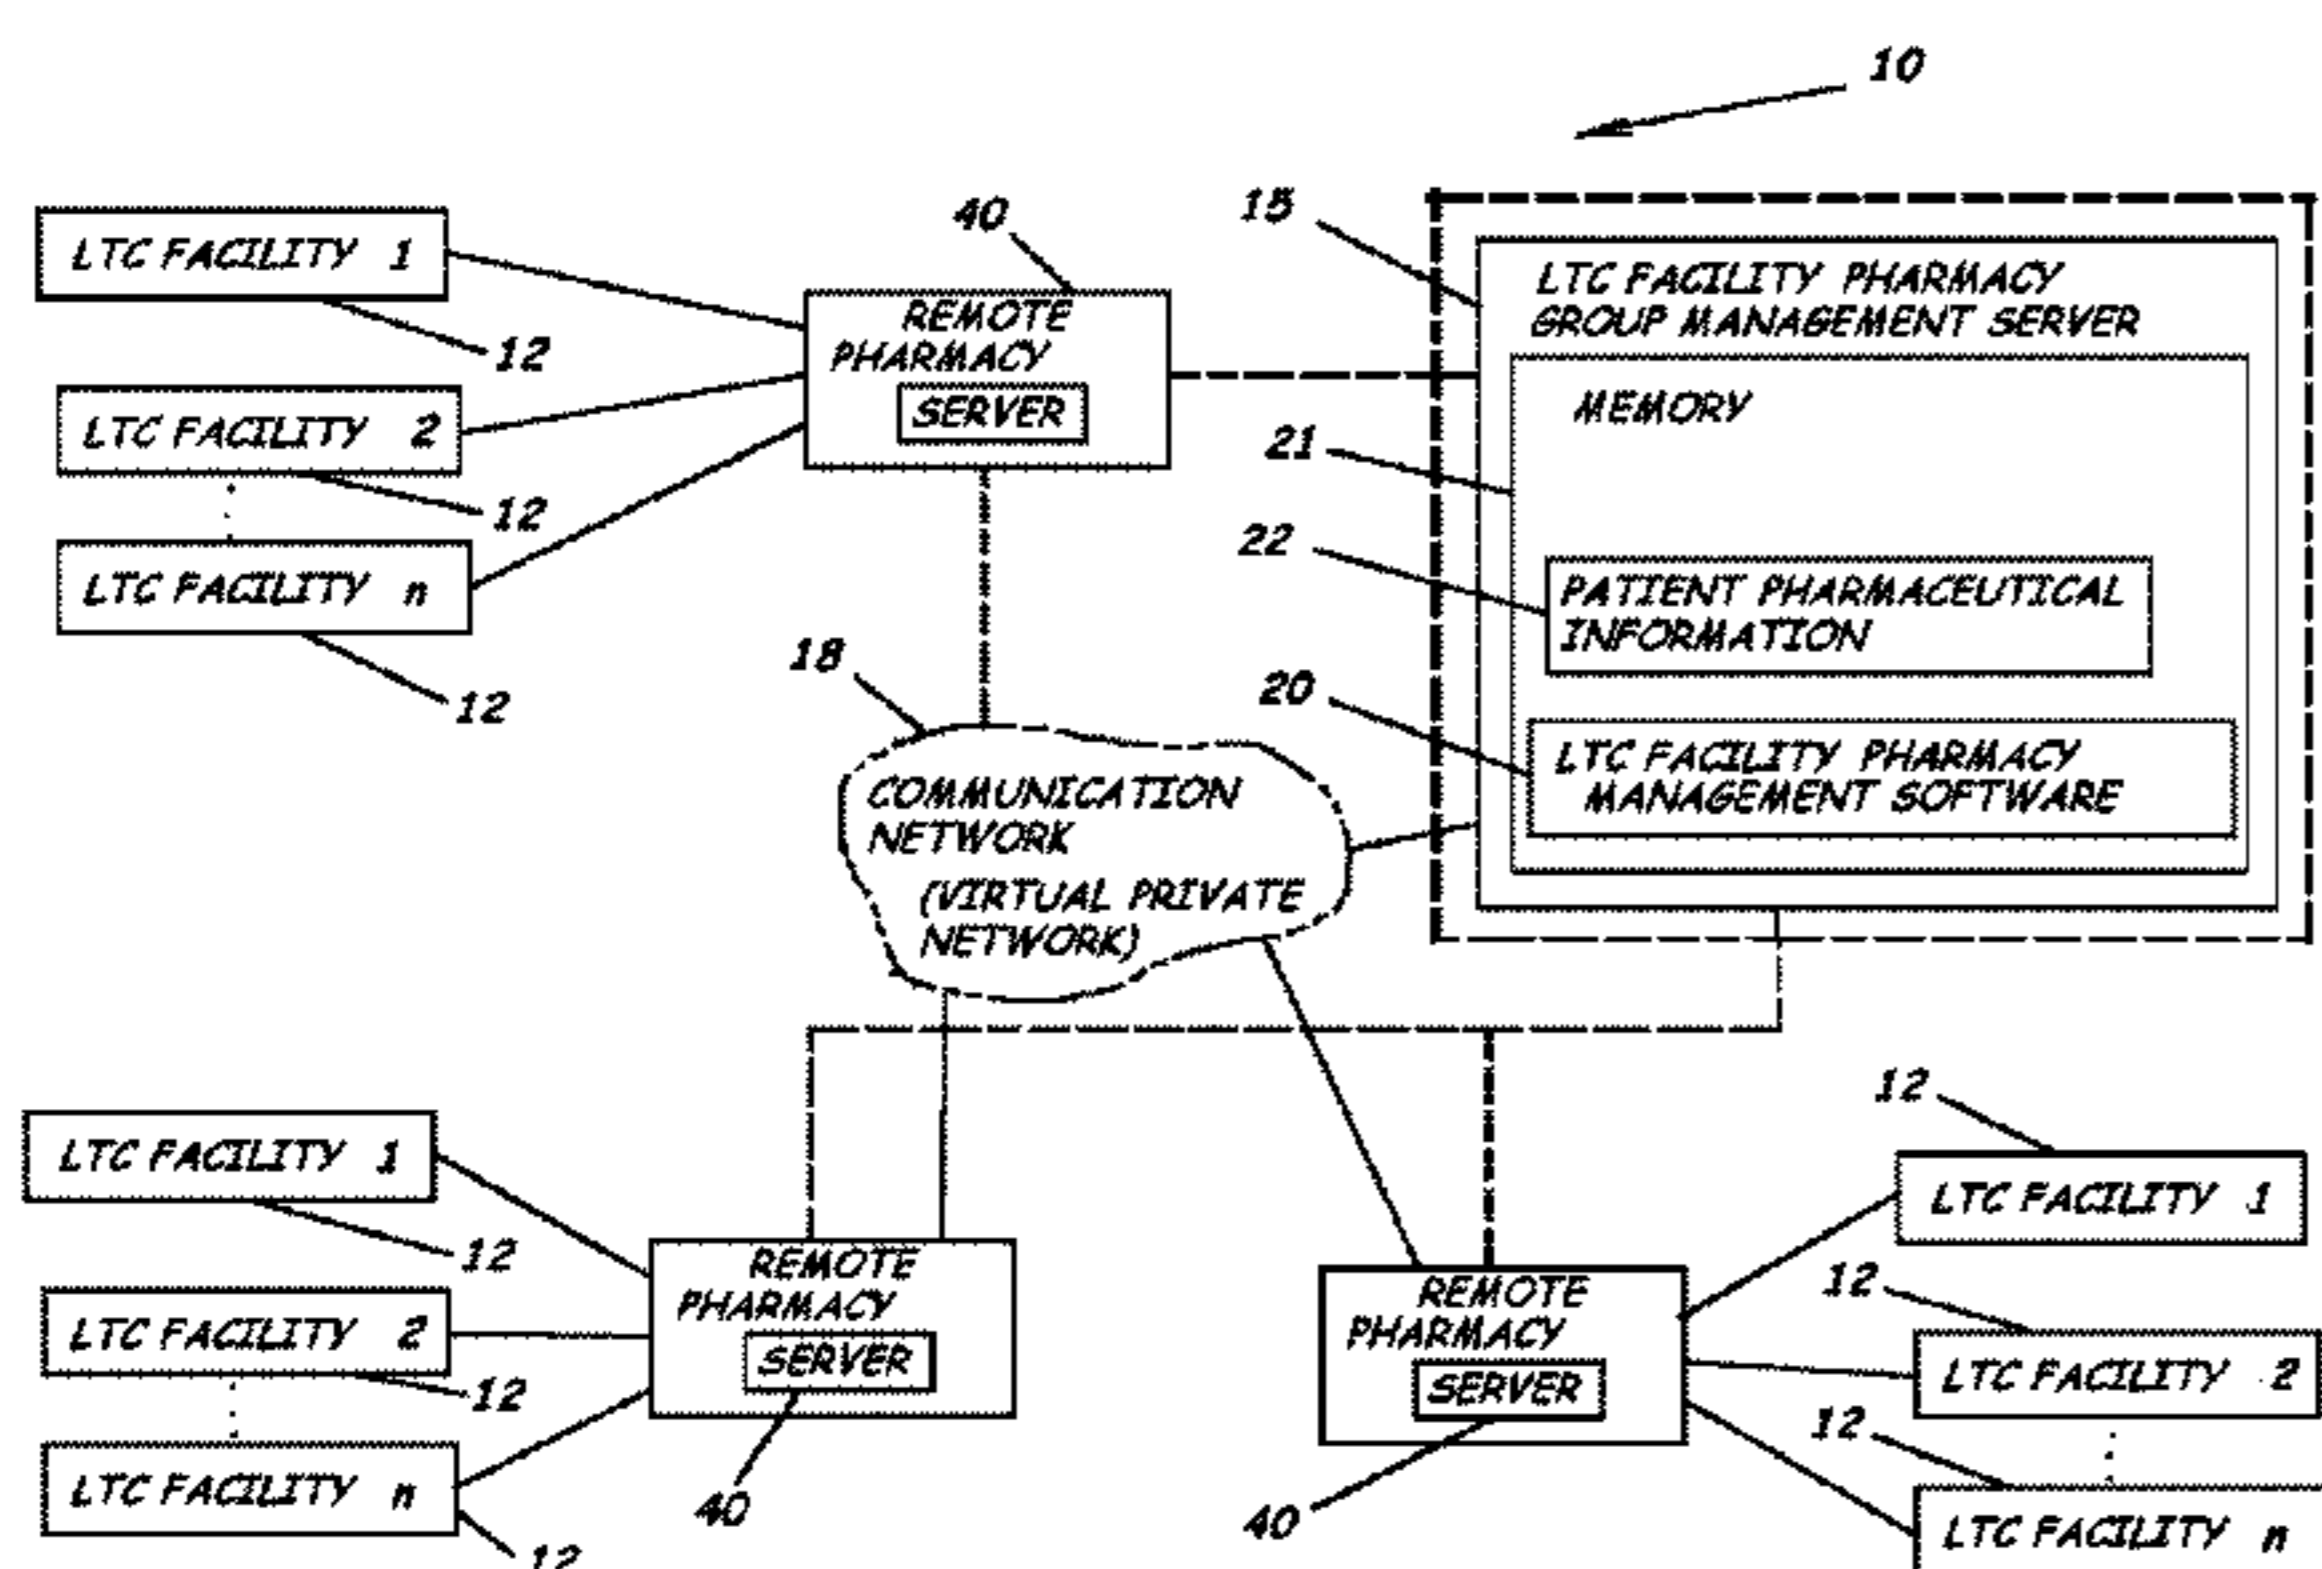 10
LTC FACILITY 1
12
LTC FACILITY 2
12
LTC FACILITY n
12
40
REMOTE
PHARMACY
SERVER
15
LTC FACILITY PHARMACY
GROUP MANAGEMENT SERVER
21
MEMORY
22
PATIENT PHARMACEUTICAL
INFORMATION
20
LTC FACILITY PHARMACY
MANAGEMENT SOFTWARE
18
COMMUNICATION
NETWORK
(VIRTUAL PRIVATE
NETWORK)
LTC FACILITY 1
12
LTC FACILITY 2
12
LTC FACILITY n
12
REMOTE
PHARMACY
SERVER
40
REMOTE
PHARMACY
SERVER
40
12
LTC FACILITY 1
12
LTC FACILITY 2
12
LTC FACILITY n